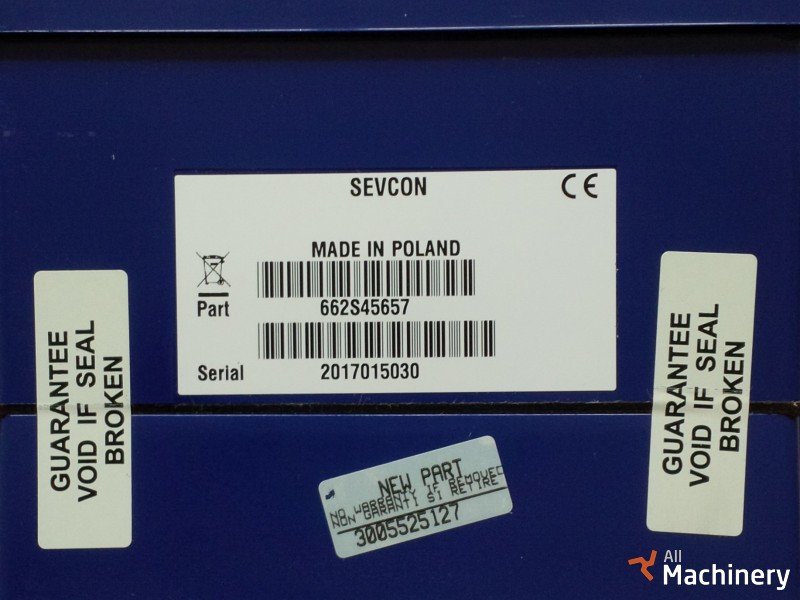 SEVCON
CE
MADE IN POLAND
Part 662S45657
Serial 2017015030
GUARANTEE
VOID IF SEAL
BROKEN
GUARANTEE
VOID IF SEAL
BROKEN
NEW PART
NO WARRANTY IF REMOVED
NON GARANTI SI RETIRE
3005525127
All
Machinery